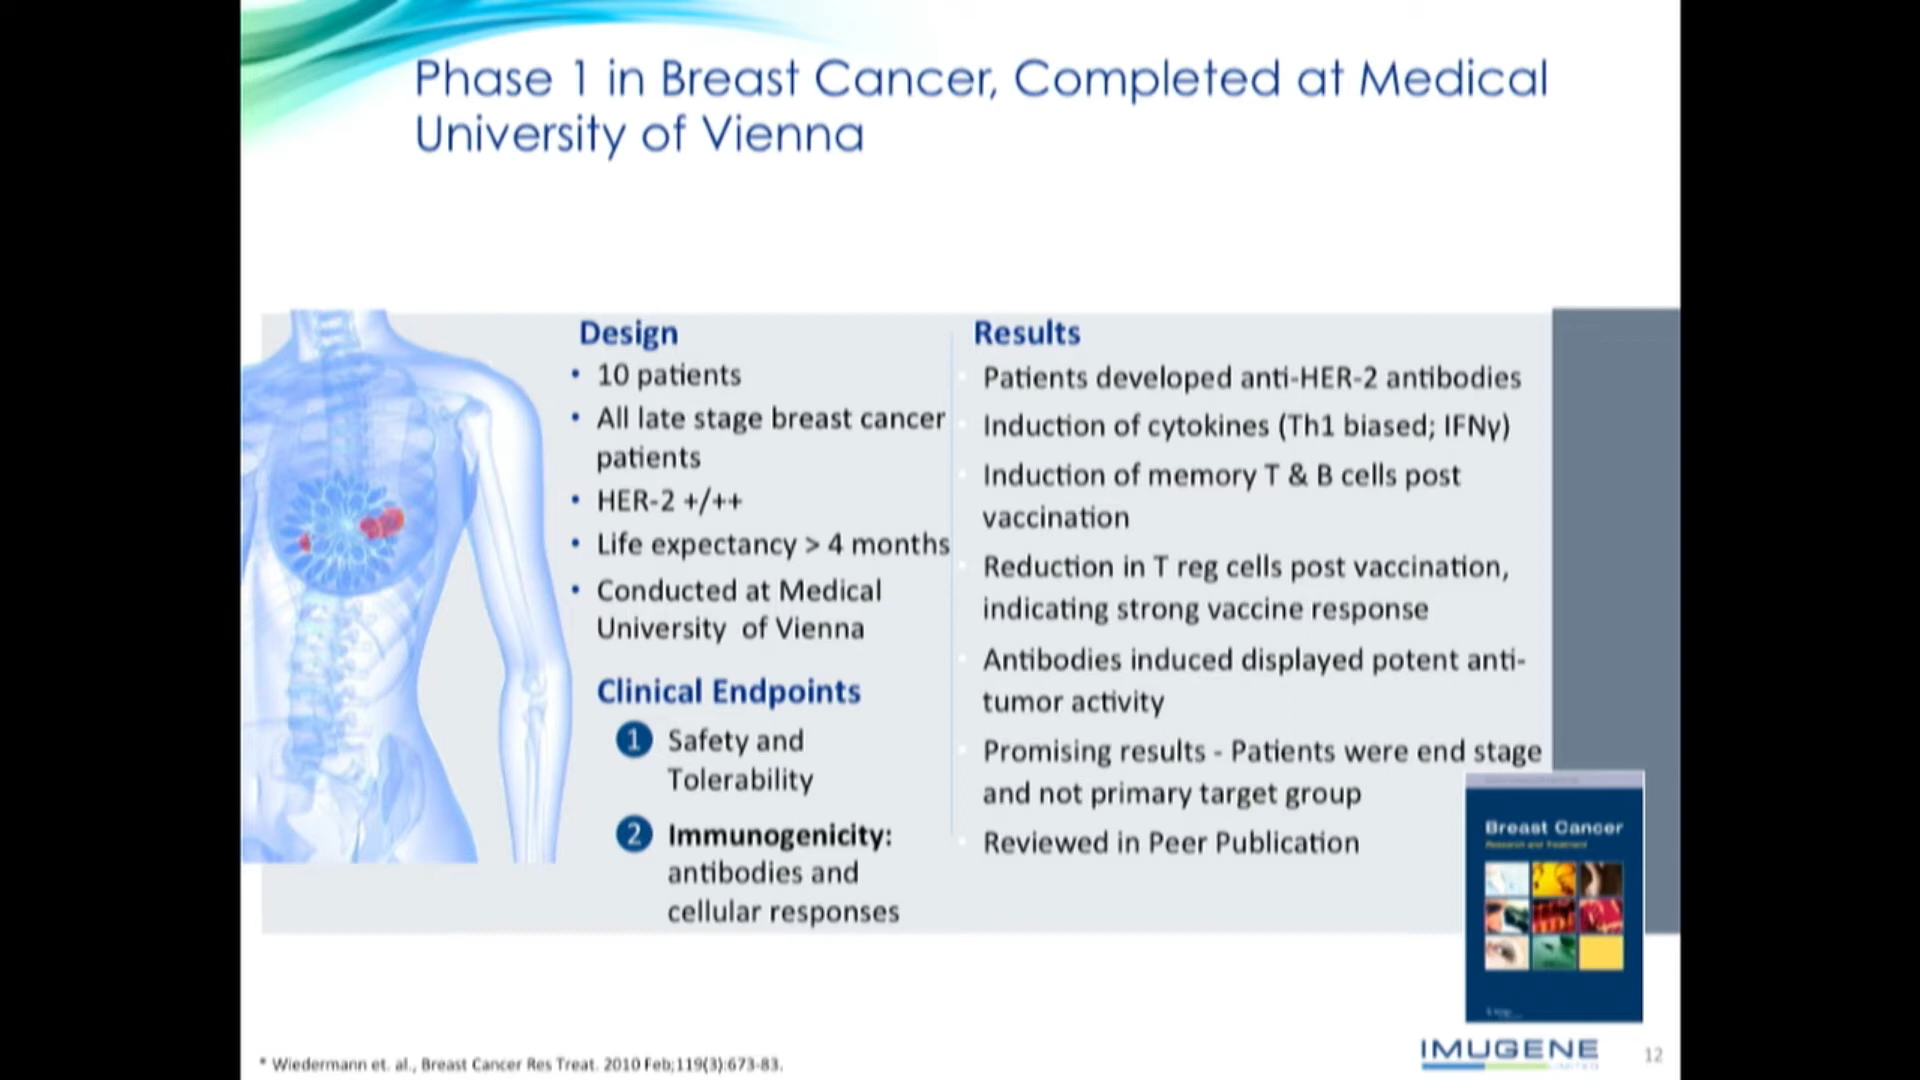 Phase 1 in Breast Cancer, Completed at Medical
University of Vienna
Design
• 10 patients
• All late stage breast cancer
patients
• HER-2 +/++
• Life expectancy > 4 months
• Conducted at Medical
University of Vienna
Clinical Endpoints
1 Safety and
Tolerability
2 Immunogenicity:
antibodies and
cellular responses
Results
Patients developed anti-HER-2 antibodies
Induction of cytokines (Th1 biased; IFNγ)
Induction of memory T & B cells post
vaccination
Reduction in T reg cells post vaccination,
indicating strong vaccine response
Antibodies induced displayed potent anti-
tumor activity
Promising results - Patients were end stage
and not primary target group
Reviewed in Peer Publication
Breast Cancer
Research and Treatment
* Wiedermann et. al., Breast Cancer Res Treat. 2010 Feb;119(3):673-83.
IMUGENE
LIMITED
12